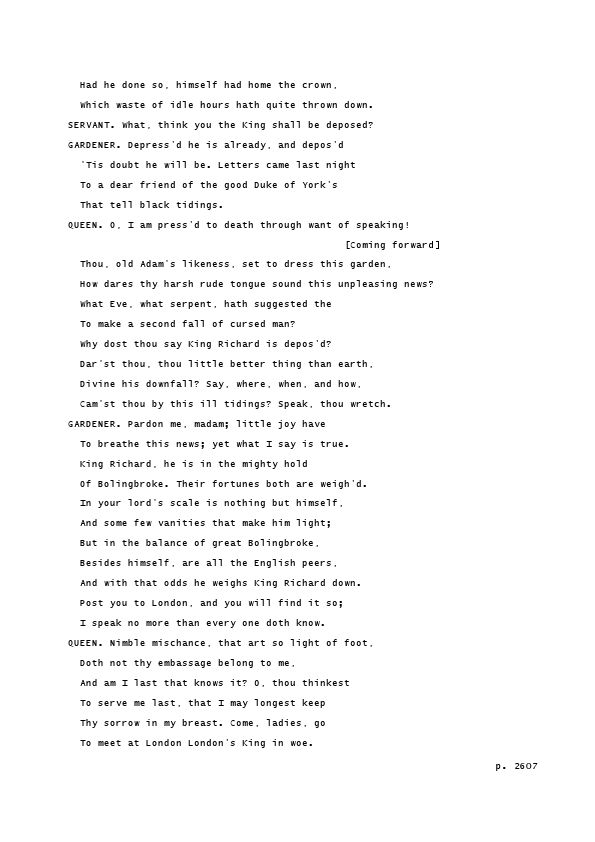 Had he done so, himself had home the crown,
Which waste of idle hours hath quite thrown down.
SERVANT. What, think you the King shall be deposed?
GARDENER. Depress'd he is already, and depos'd
'Tis doubt he will be. Letters came last night
To a dear friend of the good Duke of York's
That tell black tidings.
QUEEN. O, I am press'd to death through want of speaking!
[Coming forward]
Thou, old Adam's likeness, set to dress this garden,
How dares thy harsh rude tongue sound this unpleasing news?
What Eve, what serpent, hath suggested the
To make a second fall of cursed man?
Why dost thou say King Richard is depos'd?
Dar'st thou, thou little better thing than earth,
Divine his downfall? Say, where, when, and how,
Cam'st thou by this ill tidings? Speak, thou wretch.
GARDENER. Pardon me, madam; little joy have
To breathe this news; yet what I say is true.
King Richard, he is in the mighty hold
Of Bolingbroke. Their fortunes both are weigh'd.
In your lord's scale is nothing but himself,
And some few vanities that make him light;
But in the balance of great Bolingbroke,
Besides himself, are all the English peers,
And with that odds he weighs King Richard down.
Post you to London, and you will find it so;
I speak no more than every one doth know.
QUEEN. Nimble mischance, that art so light of foot,
Doth not thy embassage belong to me,
And am I last that knows it? O, thou thinkest
To serve me last, that I may longest keep
Thy sorrow in my breast. Come, ladies, go
To meet at London London's King in woe.
p. 2607